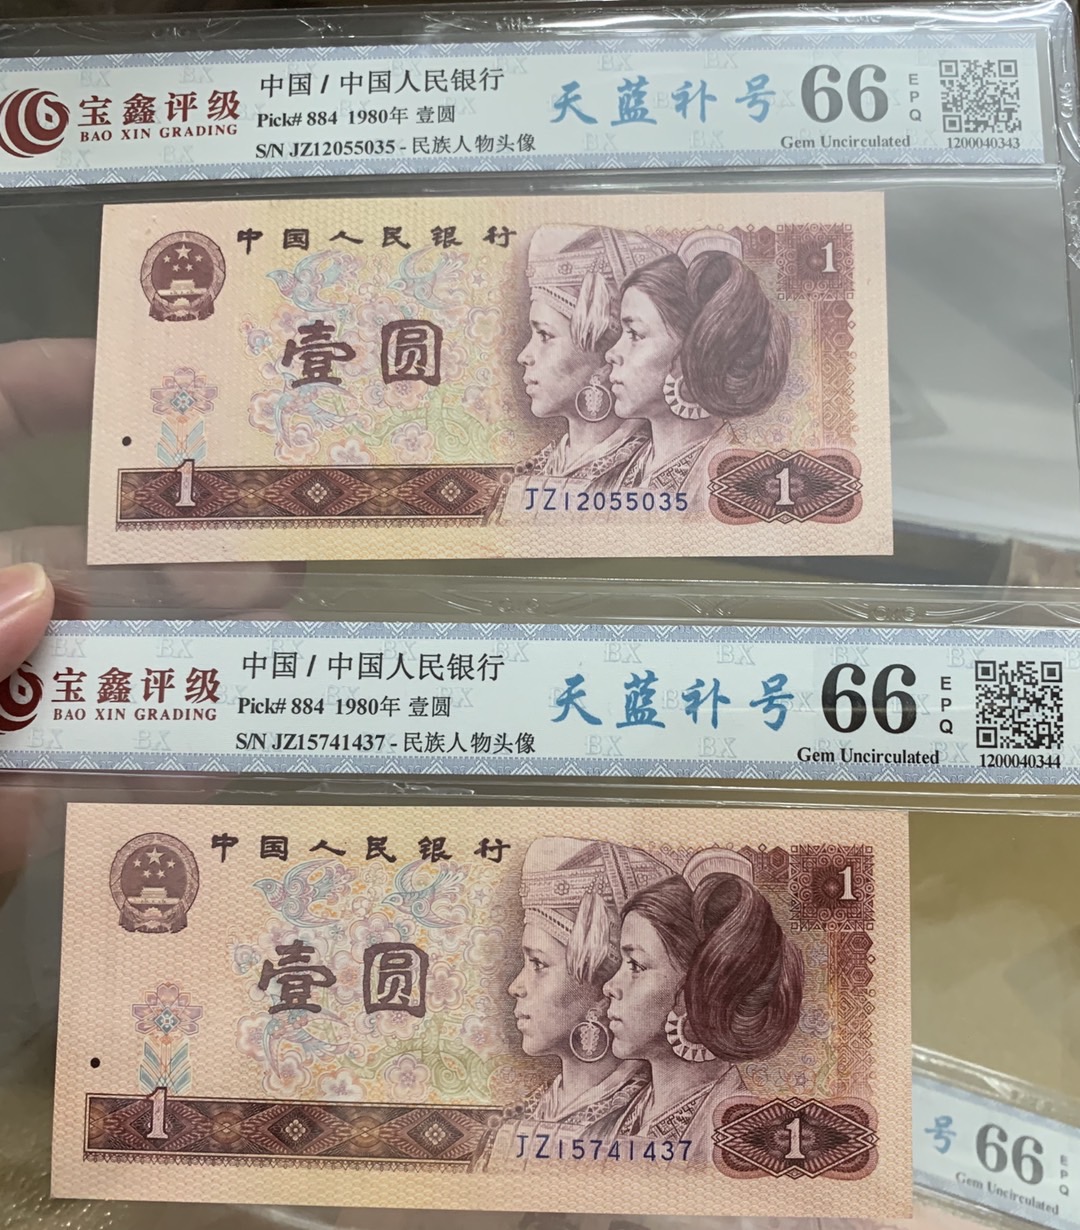 宝鑫评级
BAO XIN GRADING
中国 / 中国人民银行
Pick# 884 1980年 壹圆
S/N JZ12055035 - 民族人物头像
天蓝补号
66
EPQ
Gem Uncirculated
1200040343
中国人民银行
1
壹圆
1
JZ12055035
1
宝鑫评级
BAO XIN GRADING
中国 / 中国人民银行
Pick# 884 1980年 壹圆
S/N JZ15741437 - 民族人物头像
天蓝补号
66
EPQ
Gem Uncirculated
1200040344
中国人民银行
1
壹圆
1
JZ15741437
1
号
66
EPQ
Gem Uncirculated